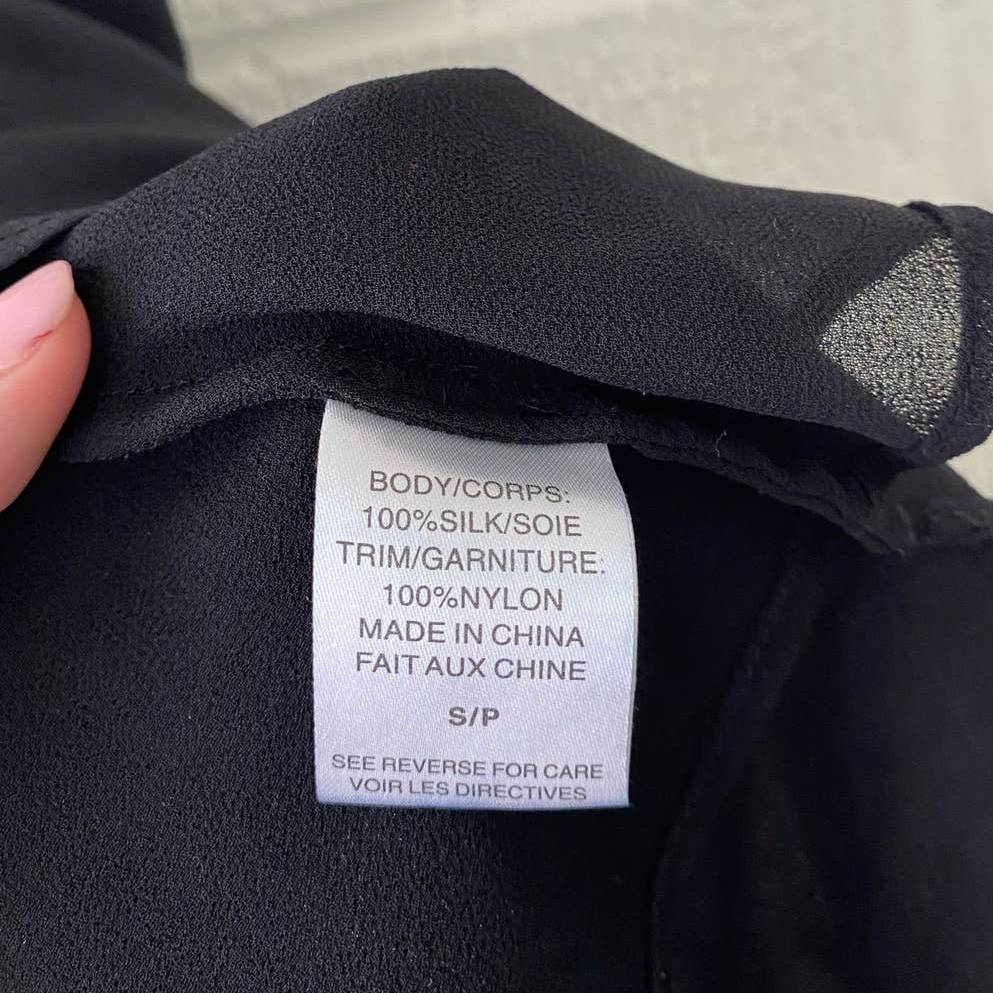 BODY/CORPS:
100%SILK/SOIE
TRIM/GARNITURE:
100%NYLON
MADE IN CHINA
FAIT AUX CHINE
S/P
SEE REVERSE FOR CARE
VOIR LES DIRECTIVES